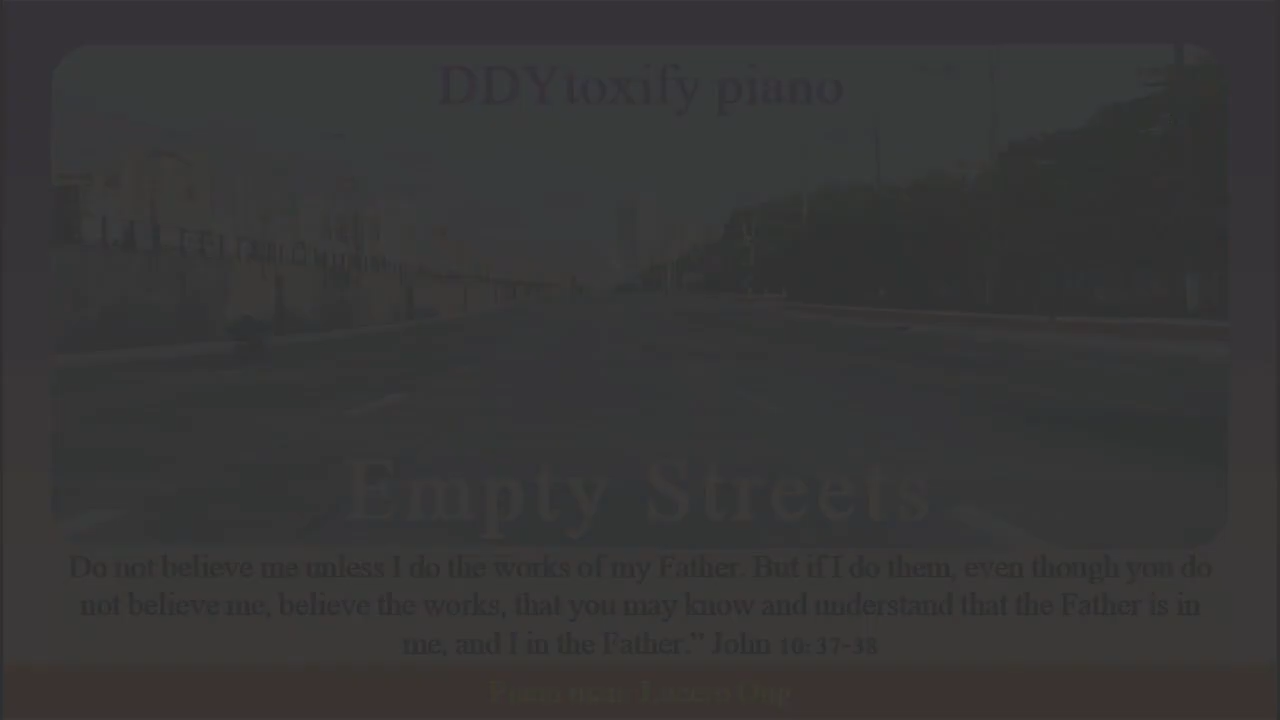 DDYtoxify piano
Empty Streets
Do not believe me unless I do the works of my Father. But if I do them, even though you do
not believe me, believe the works, that you may know and understand that the Father is in
me, and I in the Father.” John 10:37-38
Lucero Ong